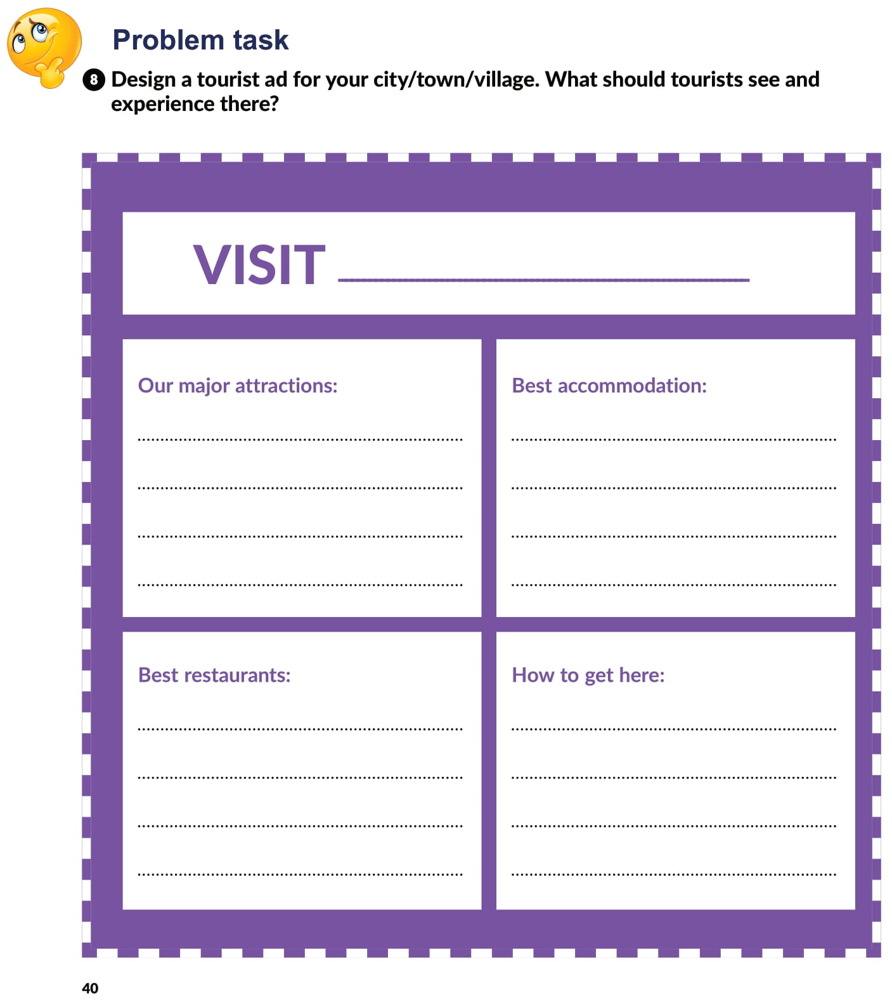 Problem task
8 Design a tourist ad for your city/town/village. What should tourists see and
experience there?
VISIT
Our major attractions:
Best accommodation:
Best restaurants:
How to get here:
40